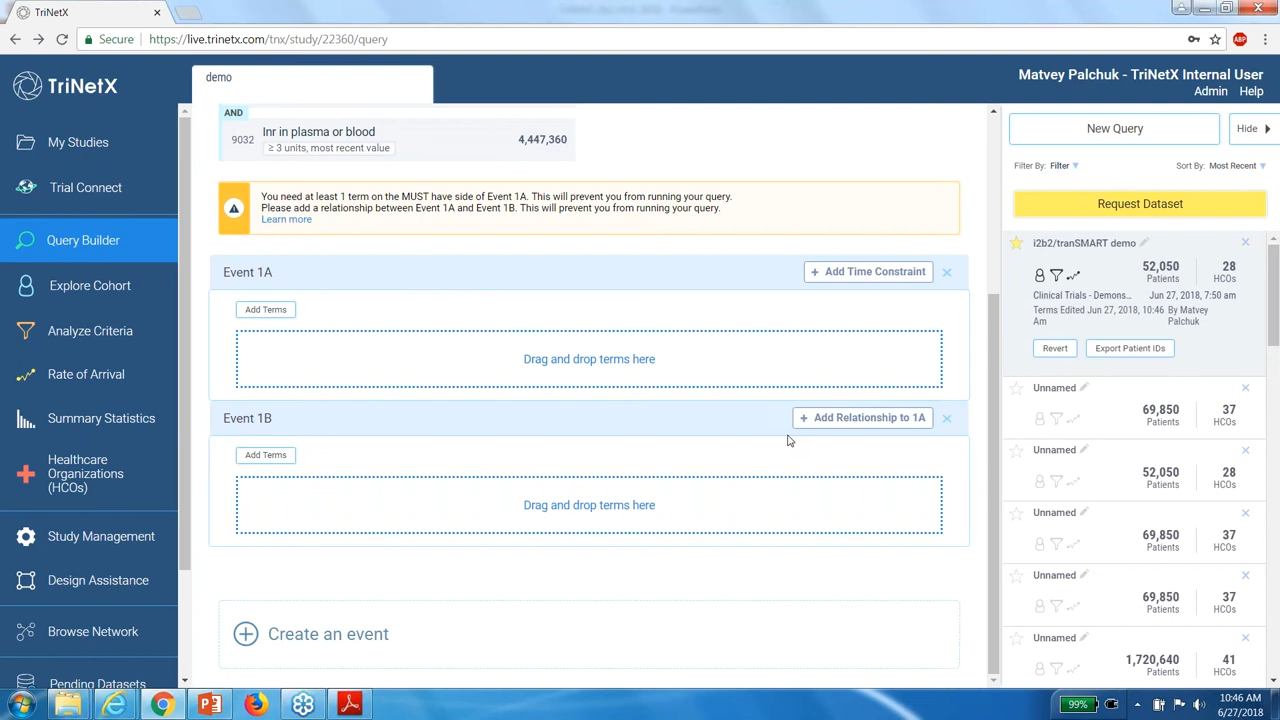 TriNetX
Secure
https://live.trinetx.com/tnx/study/22360/query
ABP
TriNetX
demo
Matvey Palchuk - TriNetX Internal User
Admin
Help
My Studies
Trial Connect
Query Builder
Explore Cohort
Analyze Criteria
Rate of Arrival
Summary Statistics
Healthcare
Organizations
(HCOs)
Study Management
Design Assistance
Browse Network
Pending Datasets
AND
9032
Inr in plasma or blood
≥ 3 units, most recent value
4,447,360
You need at least 1 term on the MUST have side of Event 1A. This will prevent you from running your query.
Please add a relationship between Event 1A and Event 1B. This will prevent you from running your query.
Learn more
Event 1A
+ Add Time Constraint
Add Terms
Drag and drop terms here
Event 1B
+ Add Relationship to 1A
Add Terms
Drag and drop terms here
Create an event
New Query
Hide
Filter By: Filter
Sort By: Most Recent
Request Dataset
i2b2/tranSMART demo
52,050
Patients
28
HCOs
Clinical Trials - Demons...
Jun 27, 2018, 7:50 am
Terms Edited Jun 27, 2018, 10:46
Am
By Matvey
Palchuk
Revert
Export Patient IDs
Unnamed
69,850
Patients
37
HCOs
Unnamed
52,050
Patients
28
HCOs
Unnamed
69,850
Patients
37
HCOs
Unnamed
69,850
Patients
37
HCOs
Unnamed
1,720,640
Patients
41
HCOs
99%
10:46 AM
6/27/2018